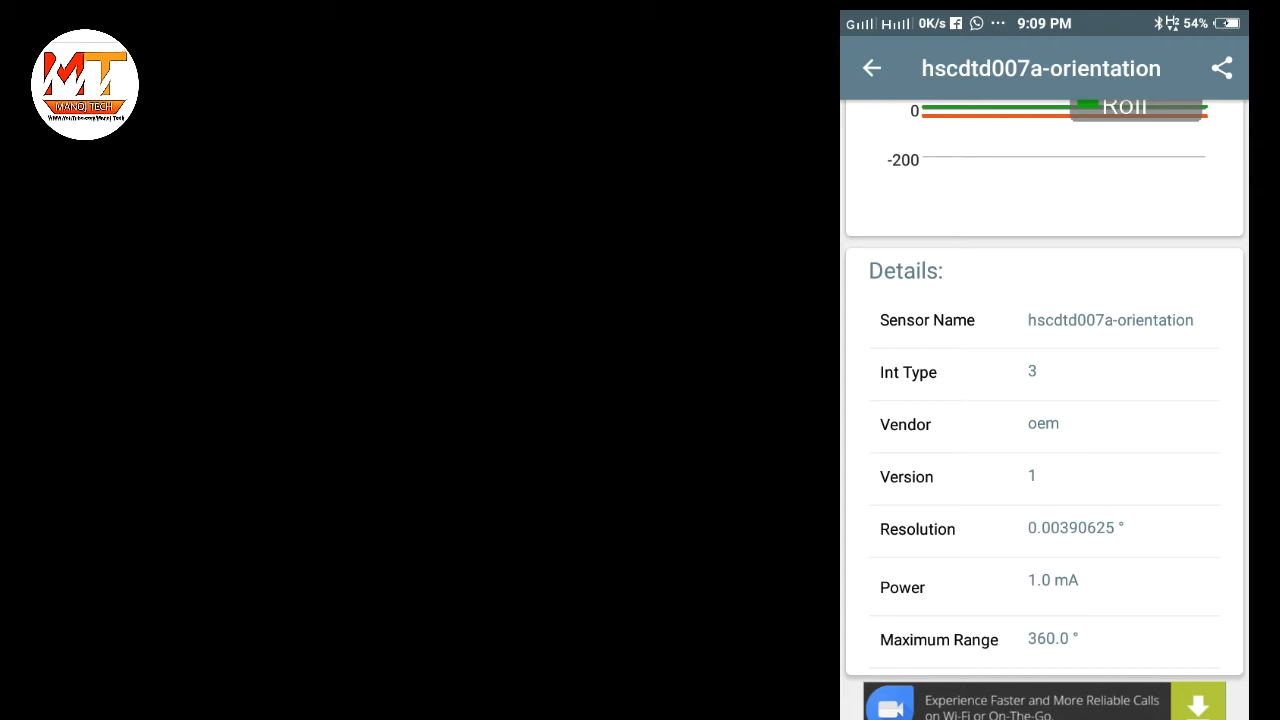 MT
MANOJ TECH
0K/s ··· 9:09 PM 54%
hscdtd007a-orientation
0
Roll
-200
Details:
Sensor Name hscdtd007a-orientation
Int Type 3
Vendor oem
Version 1
Resolution 0.00390625 °
Power 1.0 mA
Maximum Range 360.0 °
Experience Faster and More Reliable Calls
on Wi-Fi or On-The-Go.